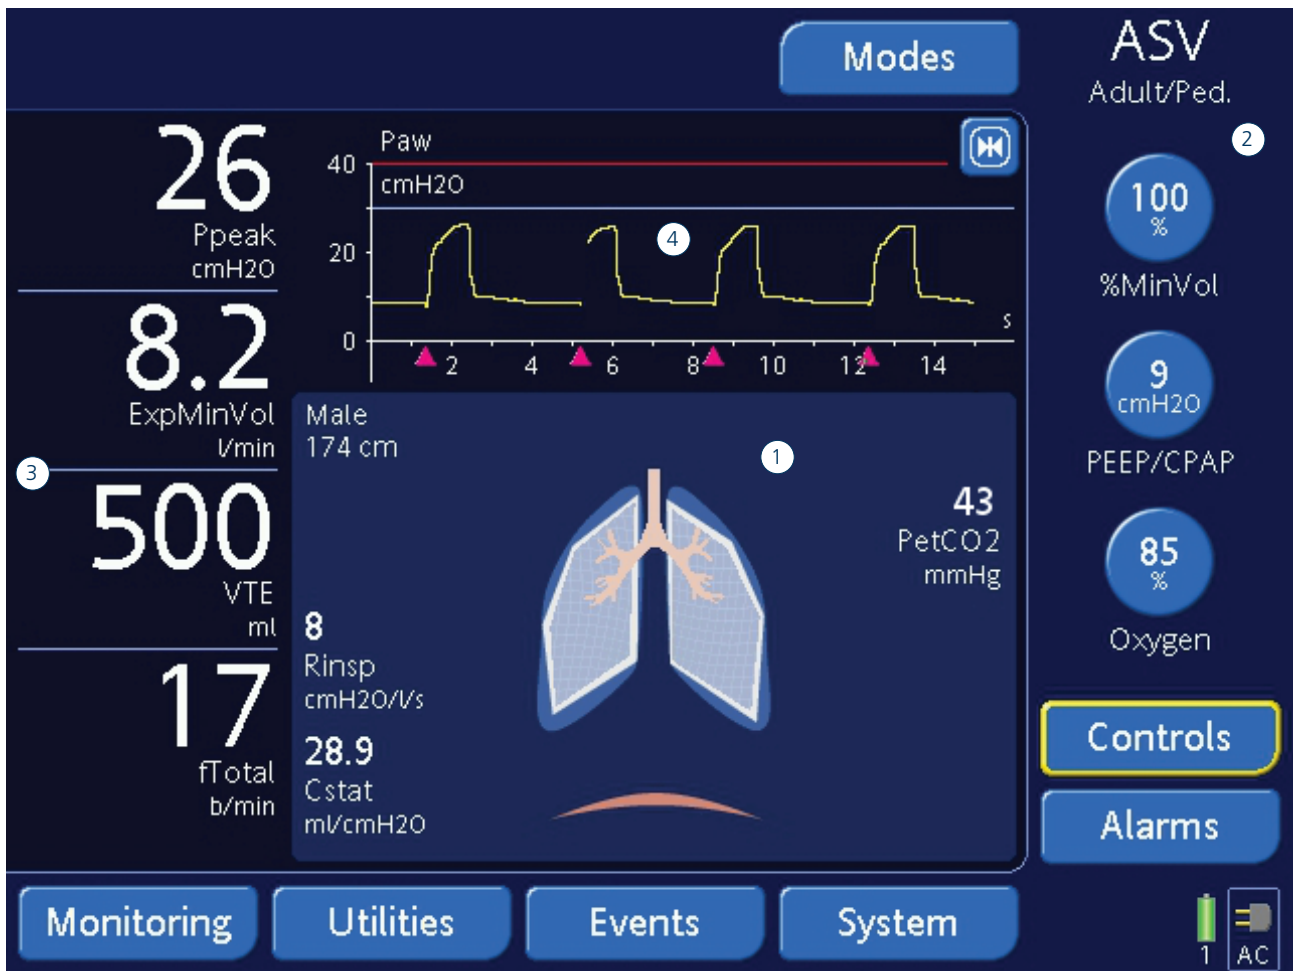 Modes
ASV
Adult/Ped.
2
26
Ppeak
cmH2O
8.2
ExpMinVol
l/min
3
500
VTE
ml
17
fTotal
b/min
Paw
40
cmH2O
4
20
0
s
2 4 6 8 10 12 14
Male
174 cm
1
43
PetCO2
mmHg
8
Rinsp
cmH2O/l/s
28.9
Cstat
ml/cmH2O
100
%
%MinVol
9
cmH2O
PEEP/CPAP
85
%
Oxygen
Controls
Alarms
Monitoring
Utilities
Events
System
1
AC